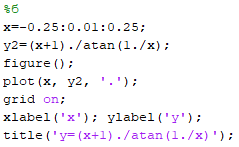 %б
x=-0.25:0.01:0.25;
y2=(x+1)./atan(1./x);
figure();
plot(x, y2, '.');
grid on;
xlabel('x'); ylabel('y');
title('y=(x+1)./atan(1./x)');